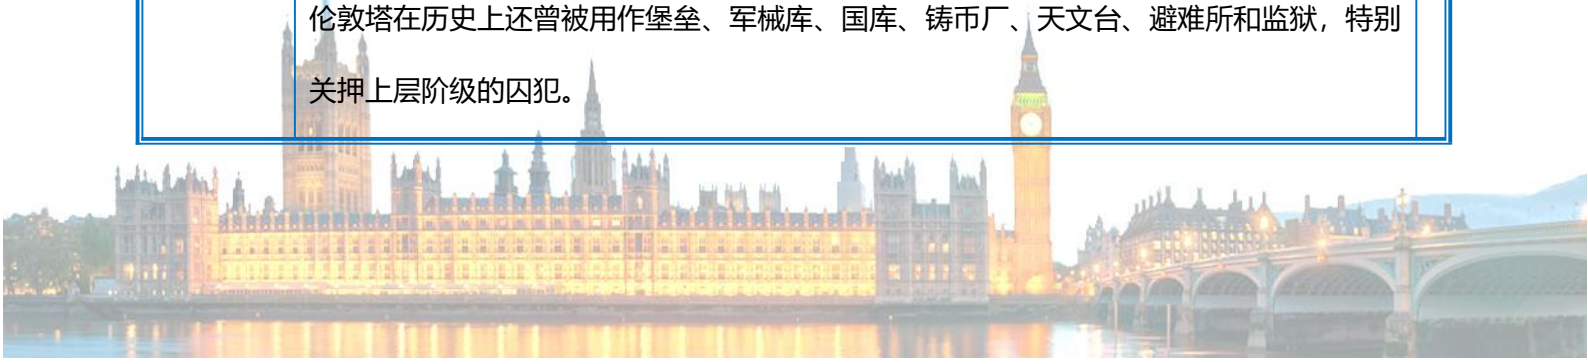 伦敦塔在历史上还曾被用作堡垒、军械库、国库、铸币厂、天文台、避难所和监狱，特别
关押上层阶级的囚犯。